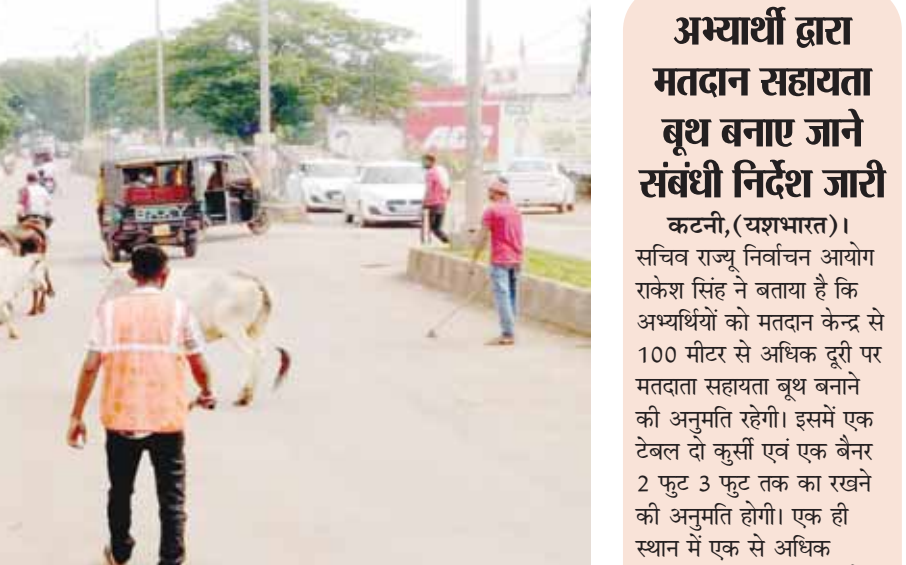 अभ्यार्थी द्वारा
मतदान सहायता
बूथ बनाए जाने
संबंधी निर्देश जारी
कटनी,(यशभारत)।
सचिव राज्यू निर्वाचन आयोग
राकेश सिंह ने बताया है कि
अभ्यर्थियों को मतदान केन्द्र से
100 मीटर से अधिक दूरी पर
मतदाता सहायता बूथ बनाने
की अनुमति रहेगी। इसमें एक
टेबल दो कुर्सी एवं एक बैनर
2 फुट 3 फुट तक का रखने
की अनुमति होगी। एक ही
स्थान में एक से अधिक